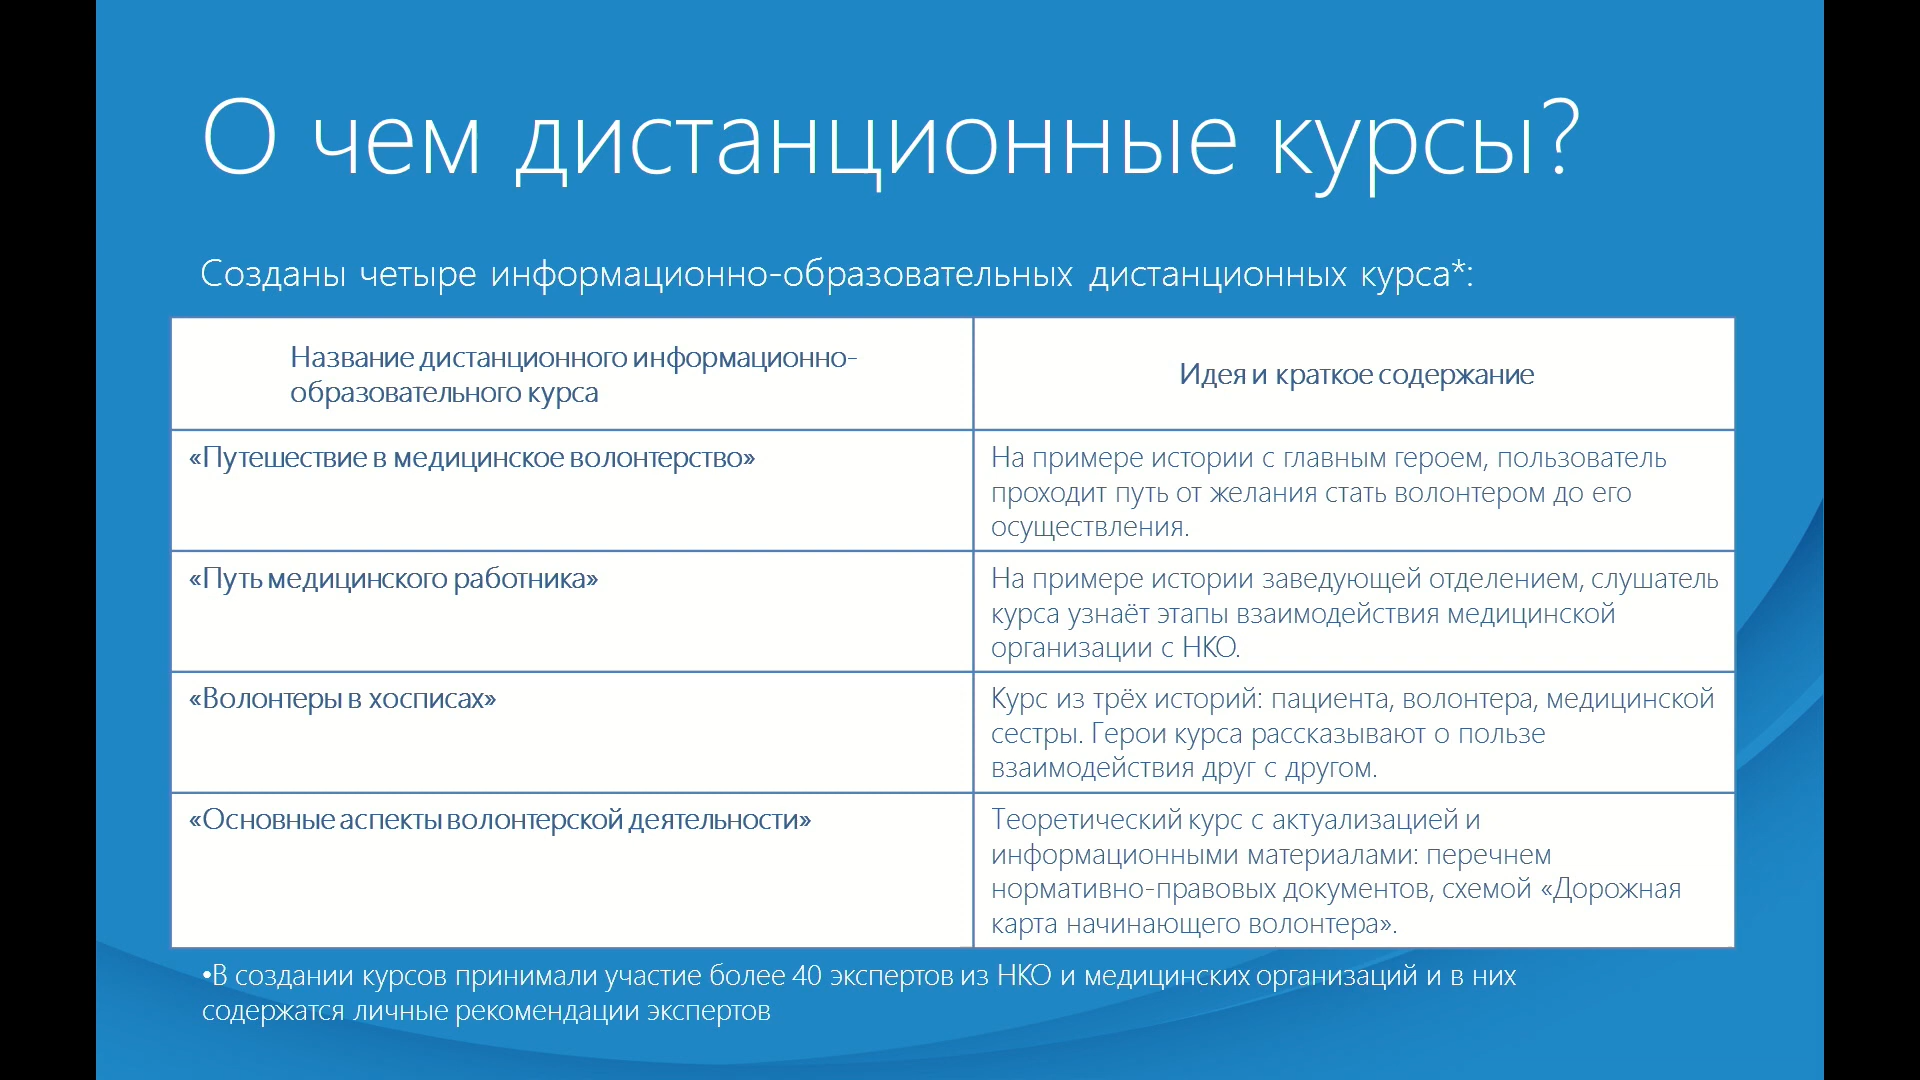 О чем дистанционные курсы?
Созданы четыре информационно-образовательных дистанционных курса*:
Название дистанционного информационно-
образовательного курса
Идея и краткое содержание
«Путешествие в медицинское волонтерство»
На примере истории с главным героем, пользователь
проходит путь от желания стать волонтером до его
осуществления.
«Путь медицинского работника»
На примере истории заведующей отделением, слушатель
курса узнаёт этапы взаимодействия медицинской
организации с НКО.
«Волонтеры в хосписах»
Курс из трёх историй: пациента, волонтера, медицинской
сестры. Герои курса рассказывают о пользе
взаимодействия друг с другом.
«Основные аспекты волонтерской деятельности»
Теоретический курс с актуализацией и
информационными материалами: перечнем
нормативно-правовых документов, схемой «Дорожная
карта начинающего волонтера».
•В создании курсов принимали участие более 40 экспертов из НКО и медицинских организаций и в них
содержатся личные рекомендации экспертов